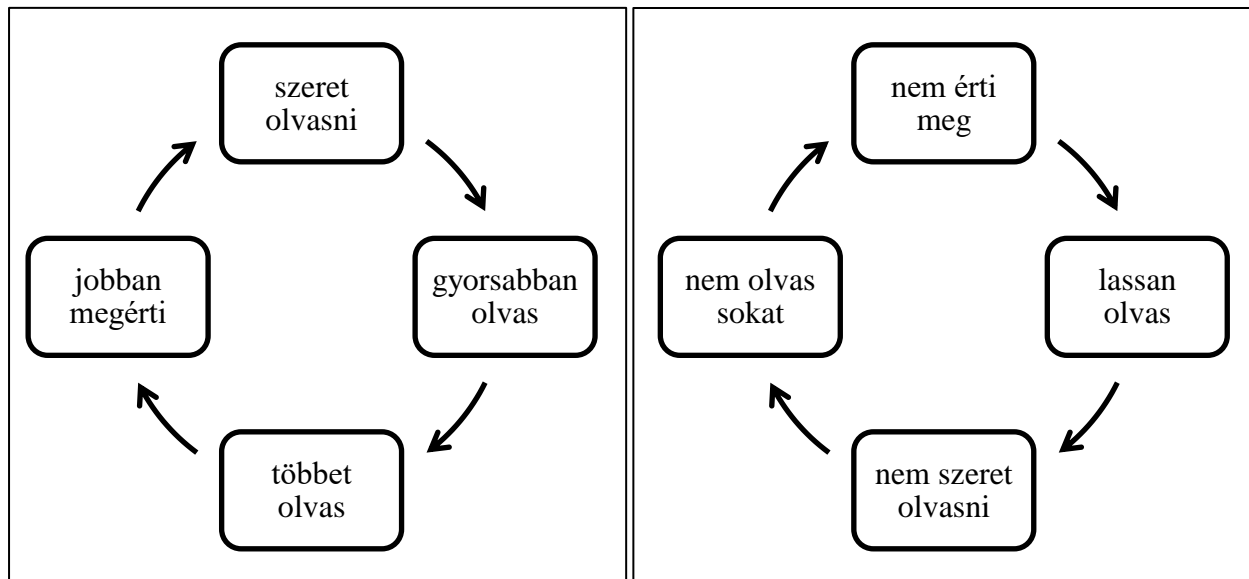 szeret
olvasni
gyorsabban
olvas
többet
olvas
jobban
megérti
nem érti
meg
lassan
olvas
nem szeret
olvasni
nem olvas
sokat